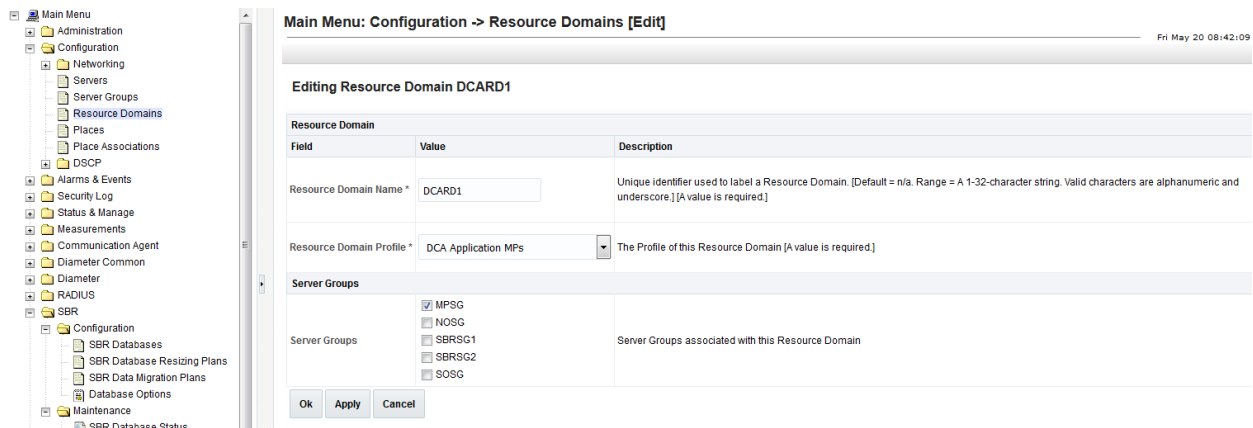 Main Menu
Administration
Configuration
Networking
Servers
Server Groups
Resource Domains
Places
Place Associations
DSCP
Alarms & Events
Security Log
Status & Manage
Measurements
Communication Agent
Diameter Common
Diameter
RADIUS
SBR
Configuration
SBR Databases
SBR Database Resizing Plans
SBR Data Migration Plans
Database Options
Maintenance
SBR Database Status
Main Menu: Configuration -> Resource Domains [Edit]
Fri May 20 08:42:09
Editing Resource Domain DCARD1
Resource Domain
Field Value Description
Resource Domain Name * DCARD1 Unique identifier used to label a Resource Domain. [Default = n/a. Range = A 1-32-character string. Valid characters are alphanumeric and
underscore.] [A value is required.]
Resource Domain Profile * DCA Application MPs The Profile of this Resource Domain [A value is required.]
Server Groups
MPSG
NOSG
Server Groups SBRSG1 Server Groups associated with this Resource Domain
SBRSG2
SOSG
Ok Apply Cancel